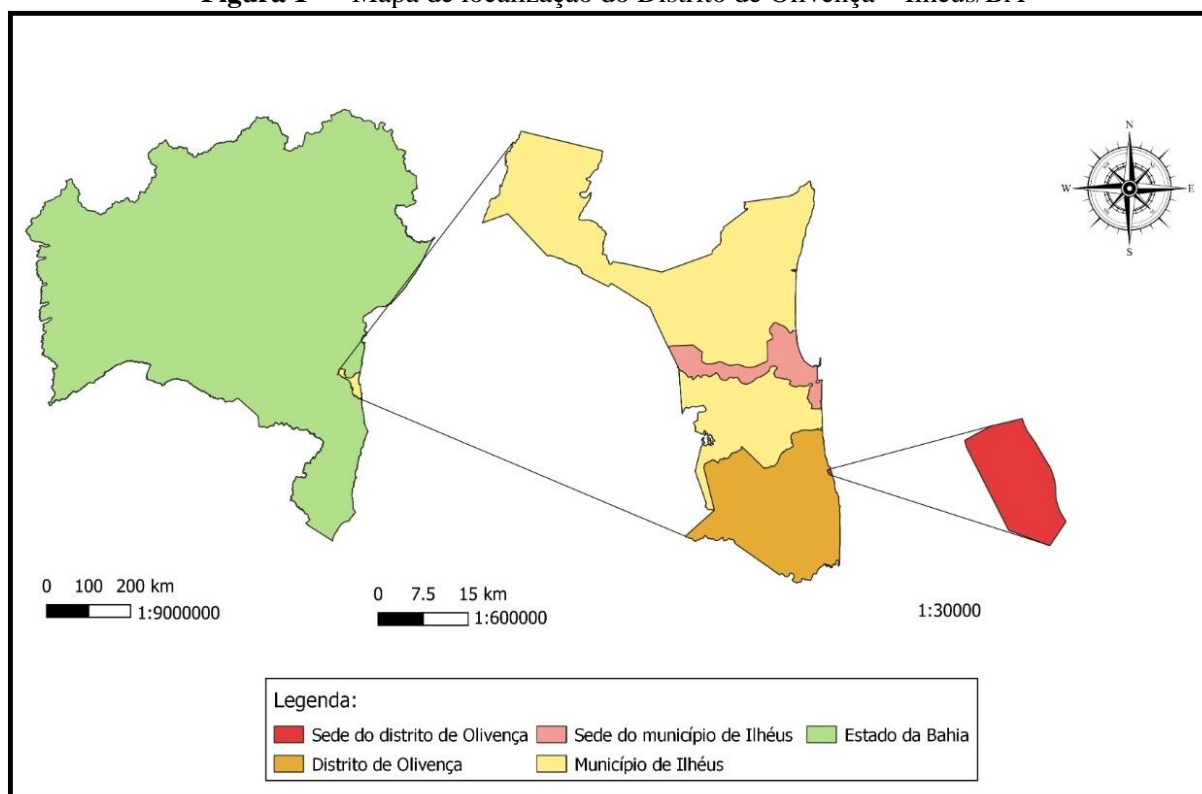 Figura 1 – Mapa de localização do Distrito de Olivença – Ilhéus/BA
N
W E
S
0 100 200 km
1:9000000
0 7.5 15 km
1:600000
1:30000
Legenda:
Sede do distrito de Olivença Sede do município de Ilhéus Estado da Bahia
Distrito de Olivença Município de Ilhéus